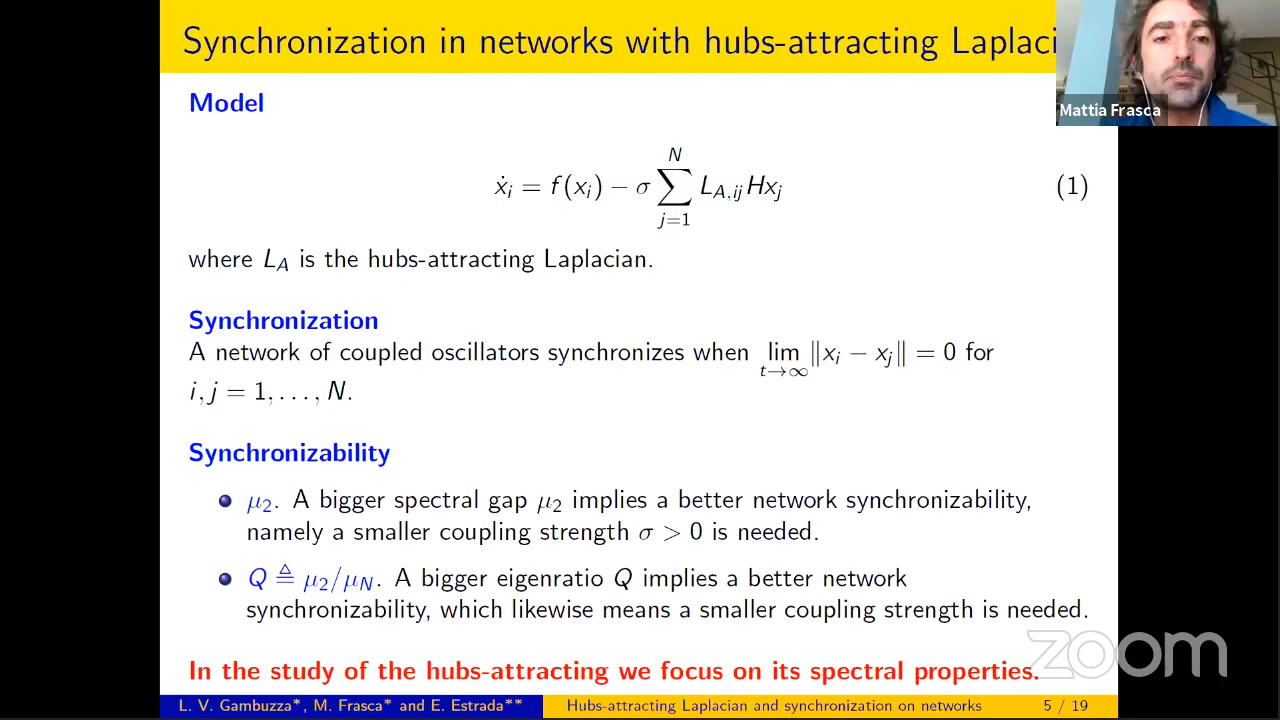 Synchronization in networks with hubs-attracting Laplaci
Mattia Frasca
Model
ẋ_i = f(x_i) − σ ∑_{j=1}^{N} L_{A,ij} H x_j (1)
where L_A is the hubs-attracting Laplacian.
Synchronization
A network of coupled oscillators synchronizes when lim_{t→∞} ‖x_i − x_j‖ = 0 for
i, j = 1, . . . , N.
Synchronizability
μ_2. A bigger spectral gap μ_2 implies a better network synchronizability,
namely a smaller coupling strength σ > 0 is needed.
Q ≜ μ_2/μ_N. A bigger eigenratio Q implies a better network
synchronizability, which likewise means a smaller coupling strength is needed.
In the study of the hubs-attracting we focus on its spectral properties.
zoom
L. V. Gambuzza*, M. Frasca* and E. Estrada** Hubs-attracting Laplacian and synchronization on networks 5 / 19